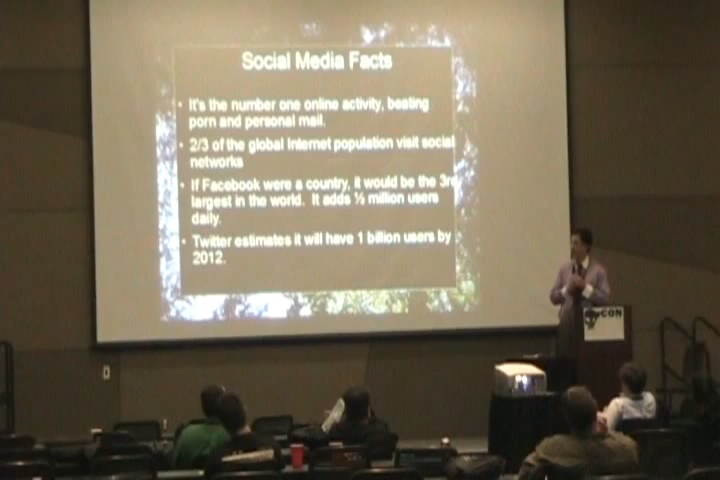 Social Media Facts
• It's the number one online activity, beating
porn and personal mail.
• 2/3 of the global Internet population visit social
networks
• If Facebook were a country, it would be the 3rd
largest in the world. It adds ½ million users
daily.
• Twitter estimates it will have 1 billion users by
2012.
CON